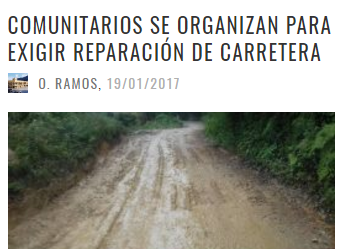 COMUNITARIOS SE ORGANIZAN PARA
EXIGIR REPARACIÓN DE CARRETERA
O. RAMOS, 19/01/2017